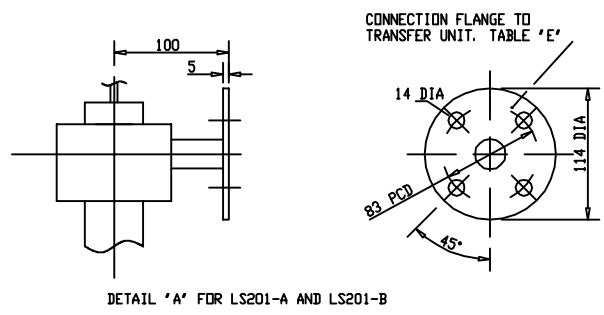 CONNECTION FLANGE TO
TRANSFER UNIT. TABLE 'E'
100
5
14 DIA
114 DIA
83 PCD
45°
DETAIL 'A' FOR LS201-A AND LS201-B